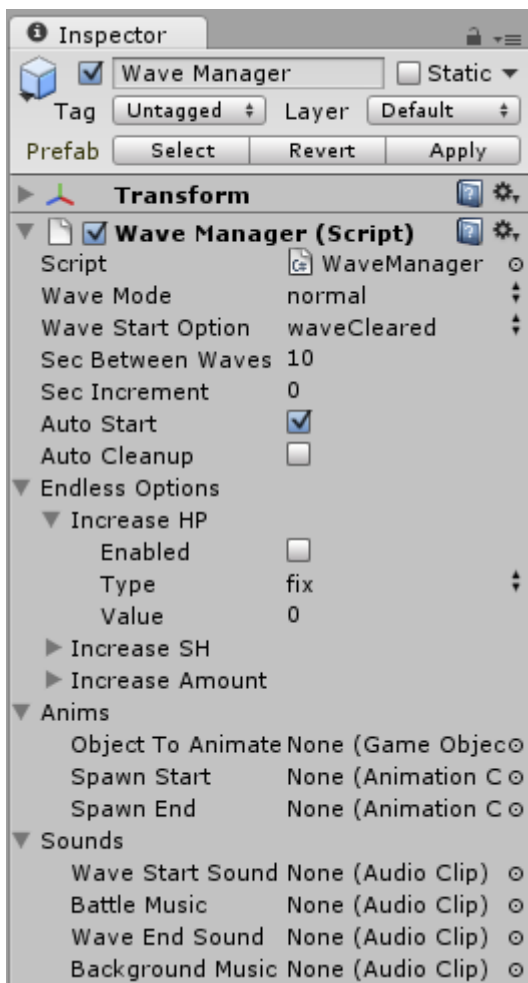 Inspector
Wave Manager Static
Tag Untagged Layer Default
Prefab Select Revert Apply
Transform
Wave Manager (Script)
Script WaveManager
Wave Mode normal
Wave Start Option waveCleared
Sec Between Waves 10
Sec Increment 0
Auto Start
Auto Cleanup
Endless Options
Increase HP
Enabled
Type fix
Value 0
Increase SH
Increase Amount
Anims
Object To Animate None (Game Objec
Spawn Start None (Animation C
Spawn End None (Animation C
Sounds
Wave Start Sound None (Audio Clip)
Battle Music None (Audio Clip)
Wave End Sound None (Audio Clip)
Background Music None (Audio Clip)